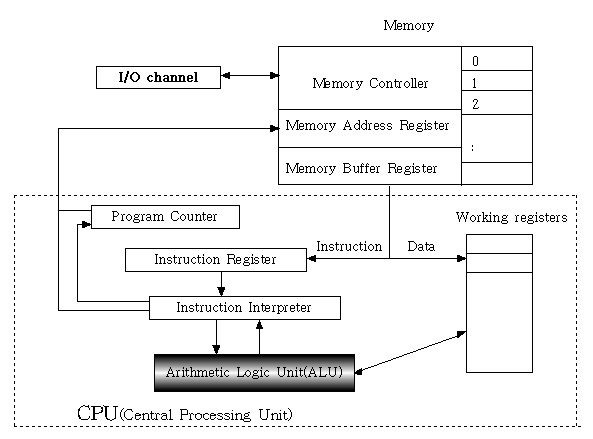 Memory
I/O channel
Memory Controller
0
1
2
Memory Address Register
:
Memory Buffer Register
Program Counter
Working registers
Instruction
Data
Instruction Register
Instruction Interpreter
Arithmetic Logic Unit(ALU)
CPU(Central Processing Unit)